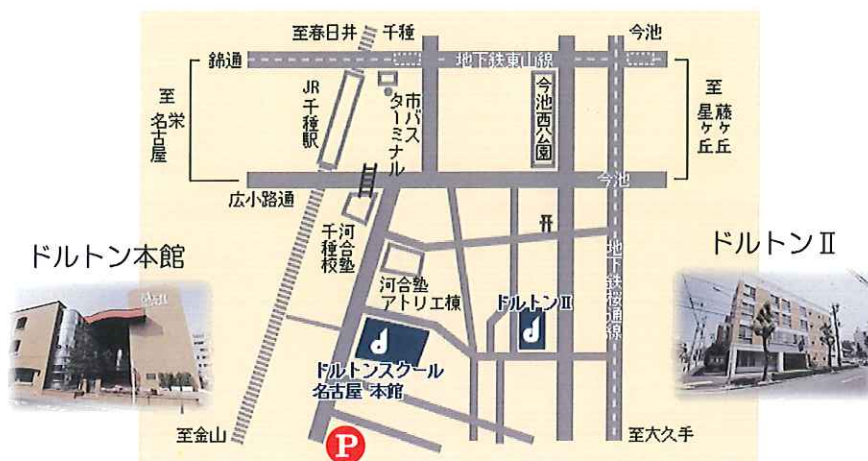 至春日井
千種
今池
錦通
地下鉄東山線
至
栄
名古屋
至
藤ヶ丘
星ヶ丘
JR
千種駅
市バス
ターミナル
今池西公園
広小路通
今池
河合塾
千種校
河合塾
アトリエ棟
地下鉄桜通線
ドルトン本館
ドルトンⅡ
ドルトンⅡ
ドルトンスクール
名古屋 本館
至金山
P
至大久手